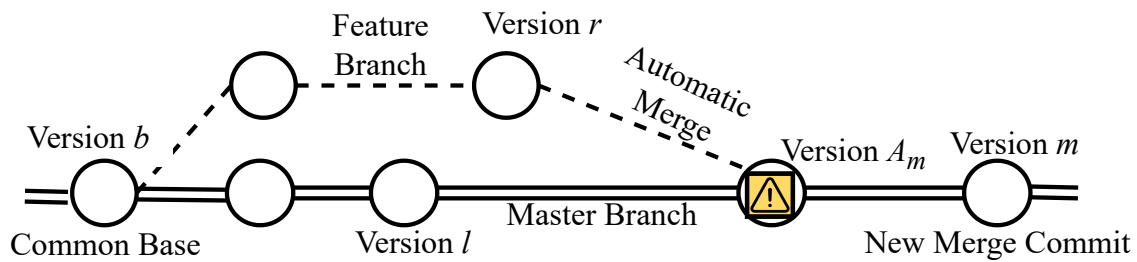 Feature
Branch
Version r
Automatic
Merge
Version b
Version A_m
Version m
Common Base
Version l
Master Branch
New Merge Commit